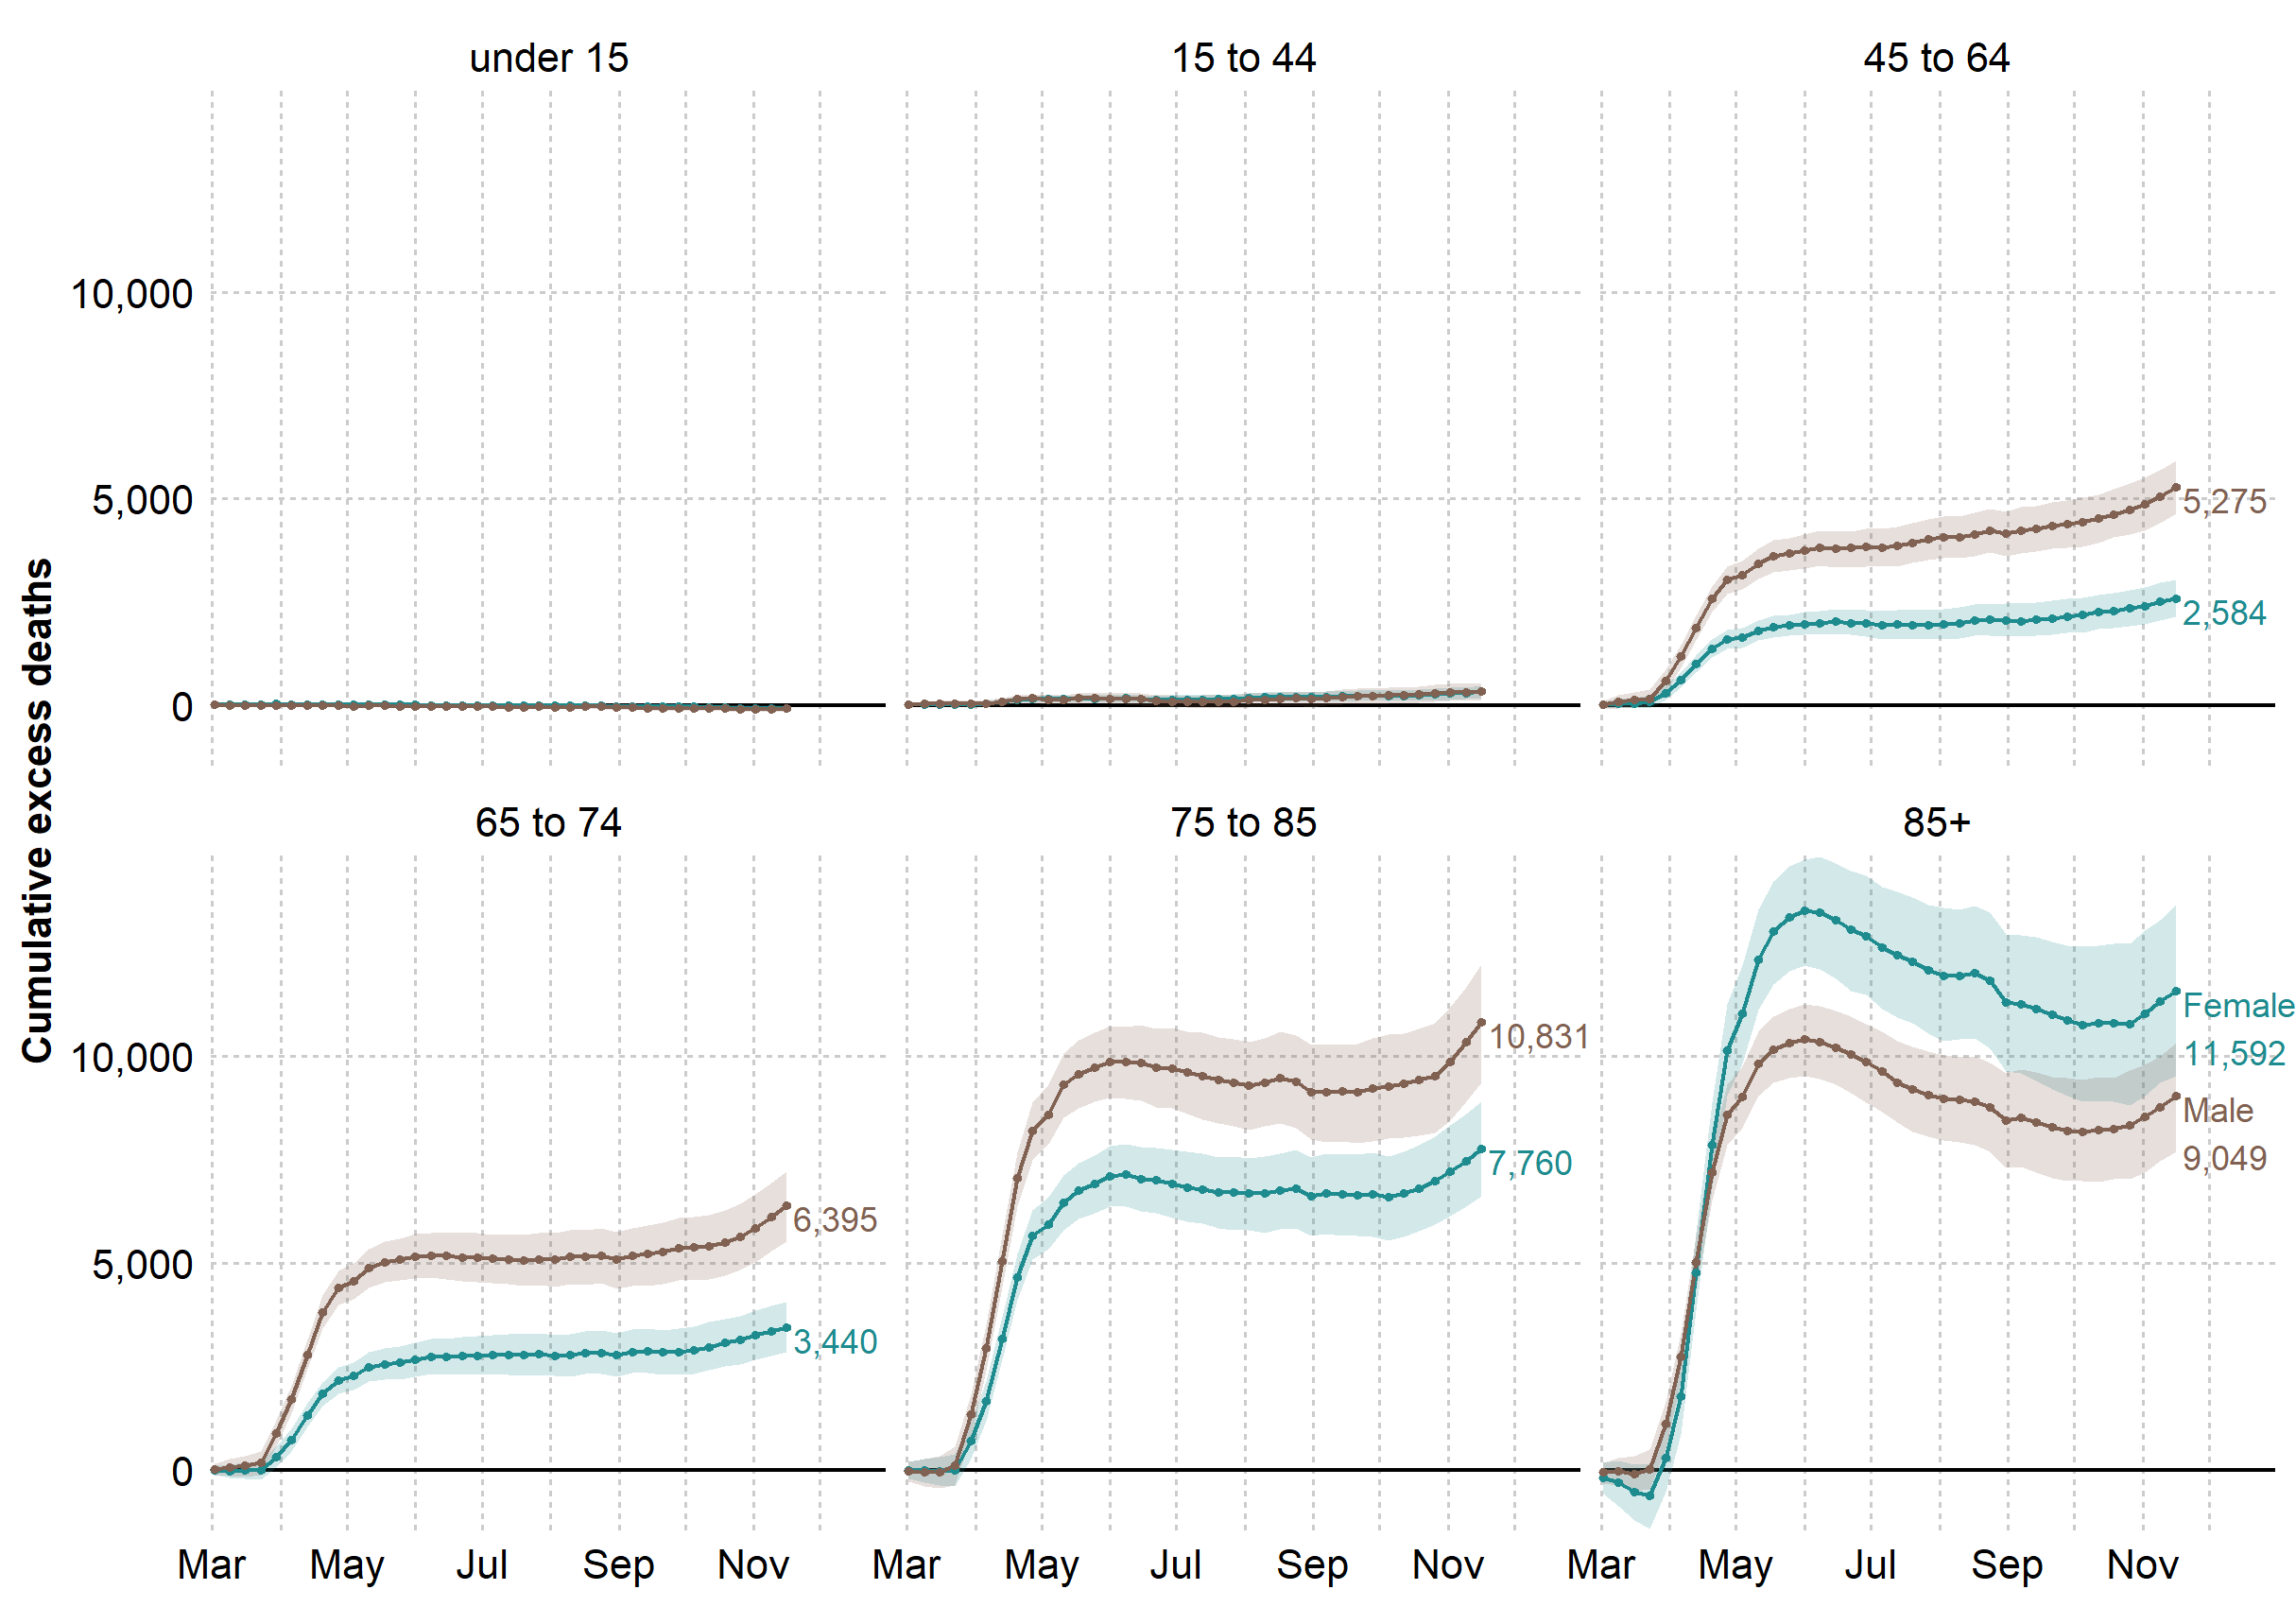 under 15
15 to 44
45 to 64
10,000
5,000
0
5,275
2,584
Cumulative excess deaths
65 to 74
75 to 85
85+
10,000
5,000
0
6,395
3,440
10,831
7,760
Female
11,592
Male
9,049
Mar May Jul Sep Nov
Mar May Jul Sep Nov
Mar May Jul Sep Nov